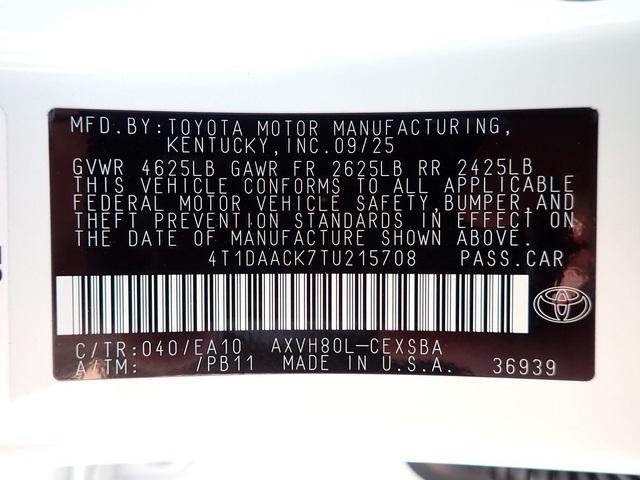 MFD.BY:TOYOTA MOTOR MANUFACTURING,
KENTUCKY,INC.09/25
GVWR 4625LB GAWR FR 2625LB RR 2425LB
THIS VEHICLE CONFORMS TO ALL APPLICABLE
FEDERAL MOTOR VEHICLE SAFETY,BUMPER,AND
THEFT PREVENTION STANDARDS IN EFFECT ON
THE DATE OF MANUFACTURE SHOWN ABOVE.
4T1DAACK7TU215708 PASS.CAR
C/TR:040/EA10 AXVH80L-CEXSBA
A/TM: /PB11 MADE IN U.S.A. 36939